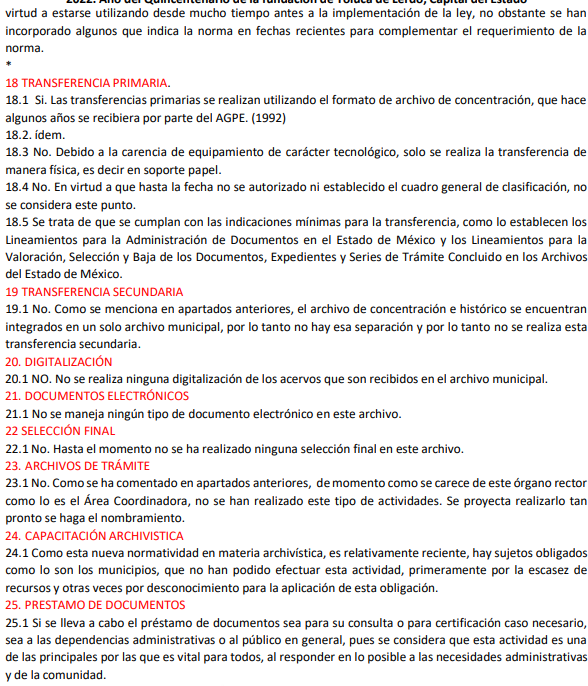 2022. Año del Quincentenario de la fundación de Toluca de Lerdo, Capital del Estado
virtud a estarse utilizando desde mucho tiempo antes a la implementación de la ley, no obstante se han
incorporado algunos que indica la norma en fechas recientes para complementar el requerimiento de la
norma.
*
18 TRANSFERENCIA PRIMARIA.
18.1 Si. Las transferencias primarias se realizan utilizando el formato de archivo de concentración, que hace
algunos años se recibiera por parte del AGPE. (1992)
18.2. ídem.
18.3 No. Debido a la carencia de equipamiento de carácter tecnológico, solo se realiza la transferencia de
manera física, es decir en soporte papel.
18.4 No. En virtud a que hasta la fecha no se autorizado ni establecido el cuadro general de clasificación, no
se considera este punto.
18.5 Se trata de que se cumplan con las indicaciones mínimas para la transferencia, como lo establecen los
Lineamientos para la Administración de Documentos en el Estado de México y los Lineamientos para la
Valoración, Selección y Baja de los Documentos, Expedientes y Series de Trámite Concluido en los Archivos
del Estado de México.
19 TRANSFERENCIA SECUNDARIA
19.1 No. Como se menciona en apartados anteriores, el archivo de concentración e histórico se encuentran
integrados en un solo archivo municipal, por lo tanto no hay esa separación y por lo tanto no se realiza esta
transferencia secundaria.
20. DIGITALIZACIÓN
20.1 NO. No se realiza ninguna digitalización de los acervos que son recibidos en el archivo municipal.
21. DOCUMENTOS ELECTRÓNICOS
21.1 No se maneja ningún tipo de documento electrónico en este archivo.
22 SELECCIÓN FINAL
22.1 No. Hasta el momento no se ha realizado ninguna selección final en este archivo.
23. ARCHIVOS DE TRÁMITE
23.1 No. Como se ha comentado en apartados anteriores, de momento como se carece de este órgano rector
como lo es el Área Coordinadora, no se han realizado este tipo de actividades. Se proyecta realizarlo tan
pronto se haga el nombramiento.
24. CAPACITACIÓN ARCHIVISTICA
24.1 Como esta nueva normatividad en materia archivística, es relativamente reciente, hay sujetos obligados
como lo son los municipios, que no han podido efectuar esta actividad, primeramente por la escasez de
recursos y otras veces por desconocimiento para la aplicación de esta obligación.
25. PRESTAMO DE DOCUMENTOS
25.1 Si se lleva a cabo el préstamo de documentos sea para su consulta o para certificación caso necesario,
sea a las dependencias administrativas o al público en general, pues se considera que esta actividad es una
de las principales por las que es vital para todos, al responder en lo posible a las necesidades administrativas
y de la comunidad.